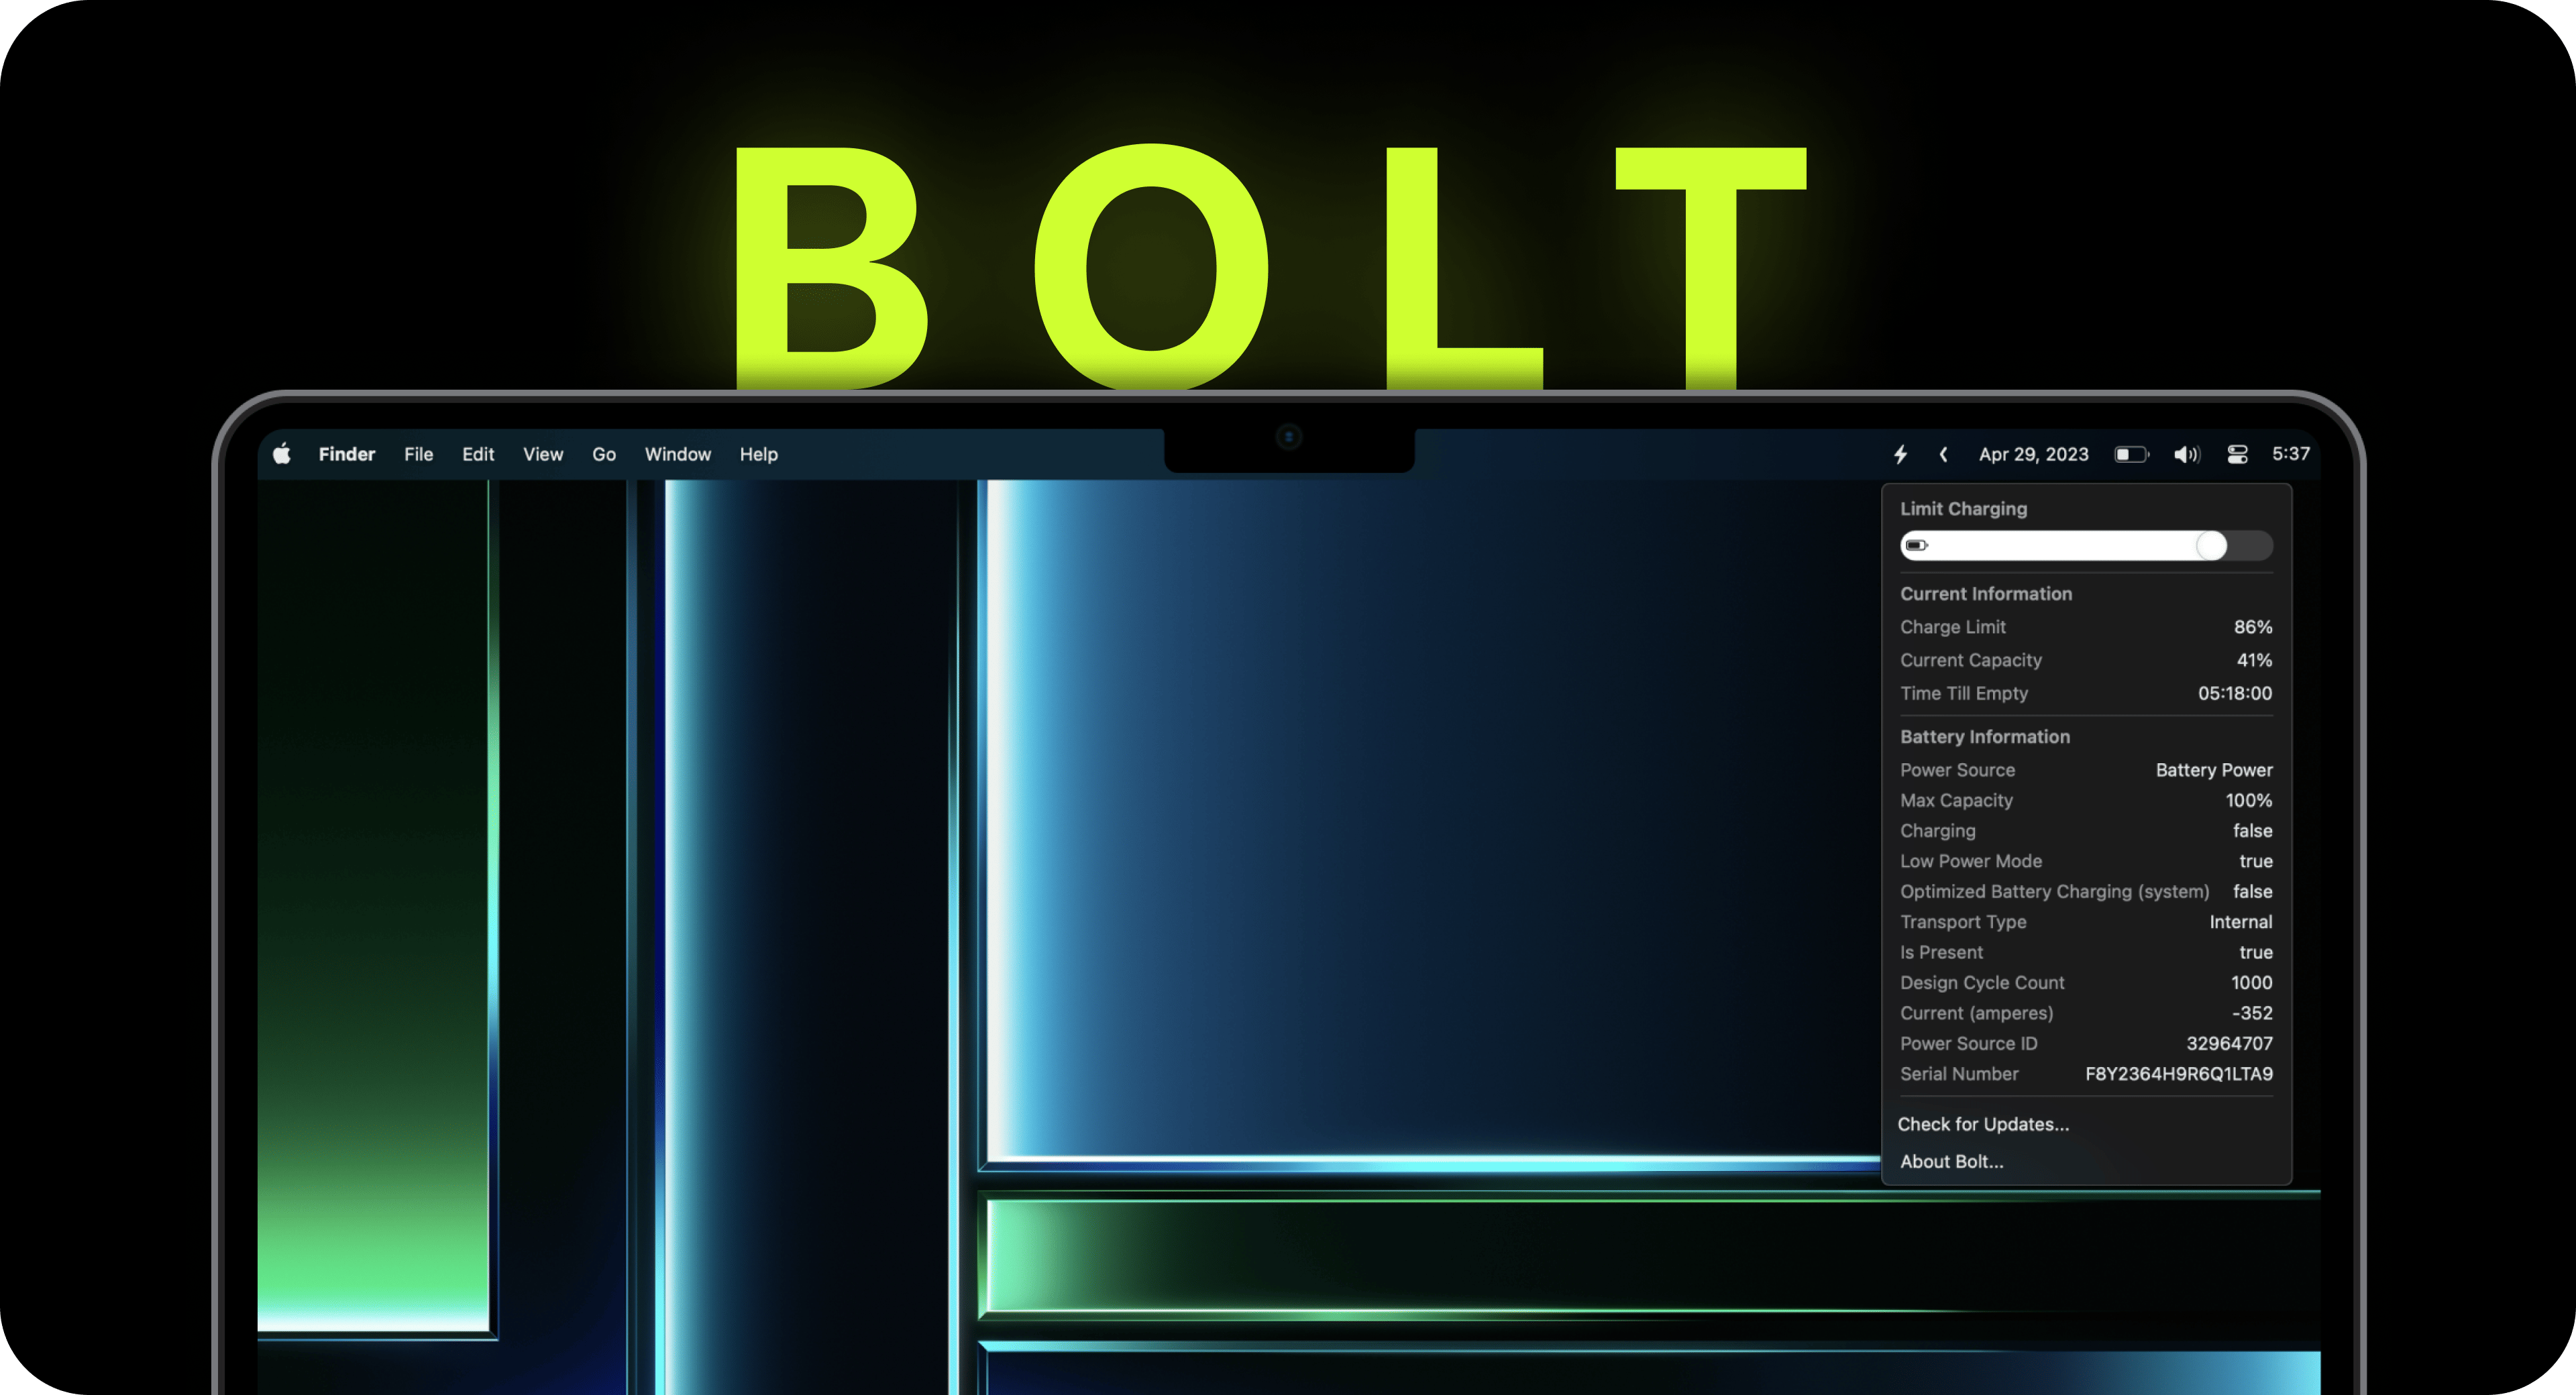 BOLT
Finder File Edit View Go Window Help Apr 29, 2023 5:37
Limit Charging
Current Information
Charge Limit 86%
Current Capacity 41%
Time Till Empty 05:18:00
Battery Information
Power Source Battery Power
Max Capacity 100%
Charging false
Low Power Mode true
Optimized Battery Charging (system) false
Transport Type Internal
Is Present true
Design Cycle Count 1000
Current (amperes) -352
Power Source ID 32964707
Serial Number F8Y2364H9R6Q1LTA9
Check for Updates...
About Bolt...